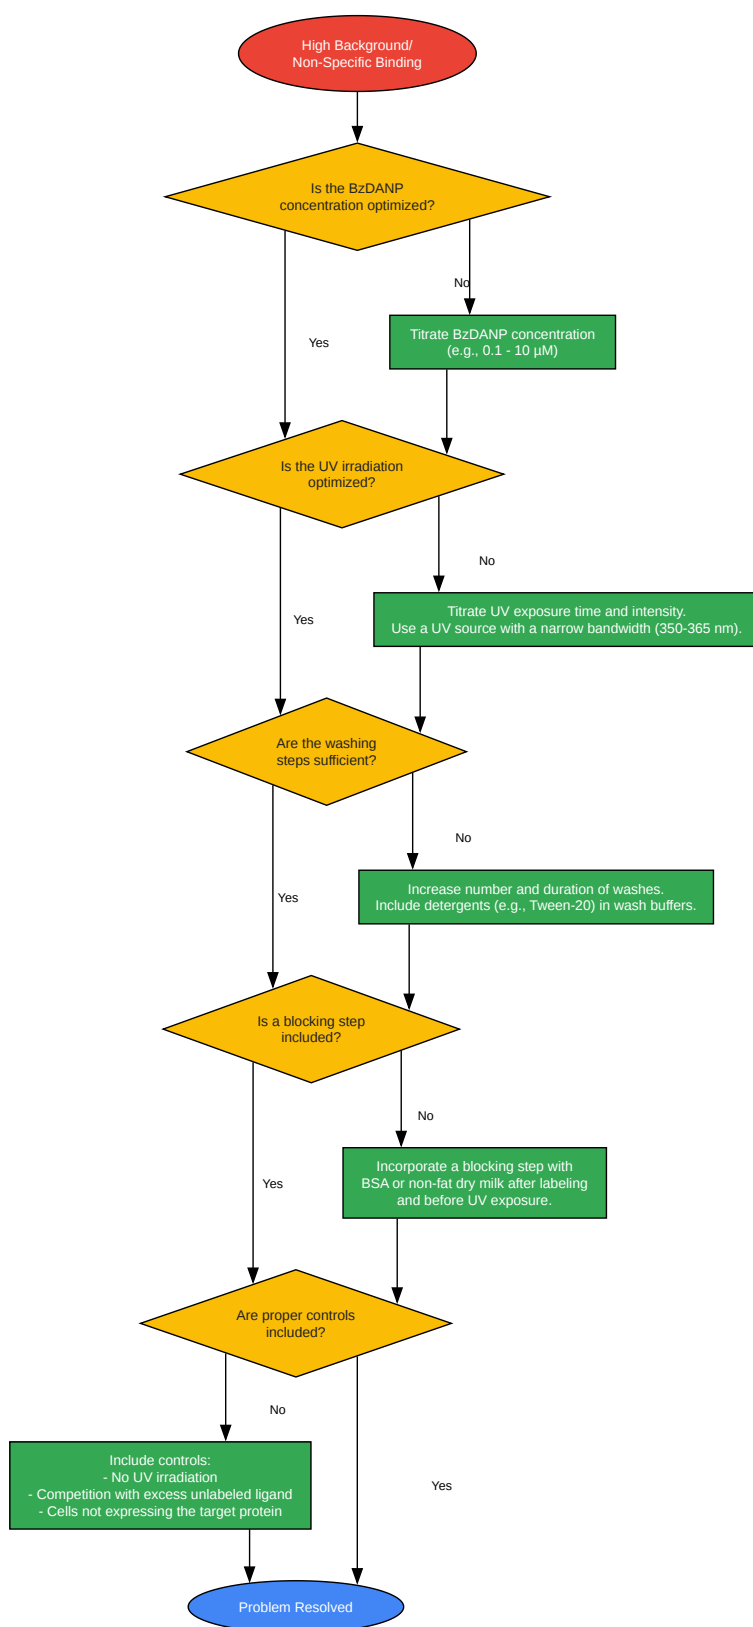 High Background/
Non-Specific Binding
Is the BzDANP
concentration optimized?
No
Titrate BzDANP concentration
(e.g., 0.1 - 10 µM)
Yes
Is the UV irradiation
optimized?
No
Titrate UV exposure time and intensity.
Use a UV source with a narrow bandwidth (350-365 nm).
Yes
Are the washing
steps sufficient?
No
Increase number and duration of washes.
Include detergents (e.g., Tween-20) in wash buffers.
Yes
Is a blocking step
included?
No
Incorporate a blocking step with
BSA or non-fat dry milk after labeling
and before UV exposure.
Yes
Are proper controls
included?
No
Include controls:
- No UV irradiation
- Competition with excess unlabeled ligand
- Cells not expressing the target protein
Yes
Problem Resolved